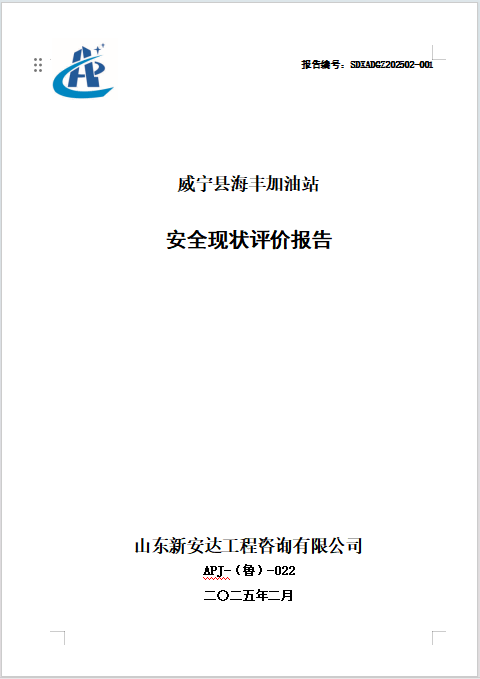 报告编号：SDXADGZ202502-001
威宁县海丰加油站
安全现状评价报告
山东新安达工程咨询有限公司
APJ-（鲁）-022
二〇二五年二月